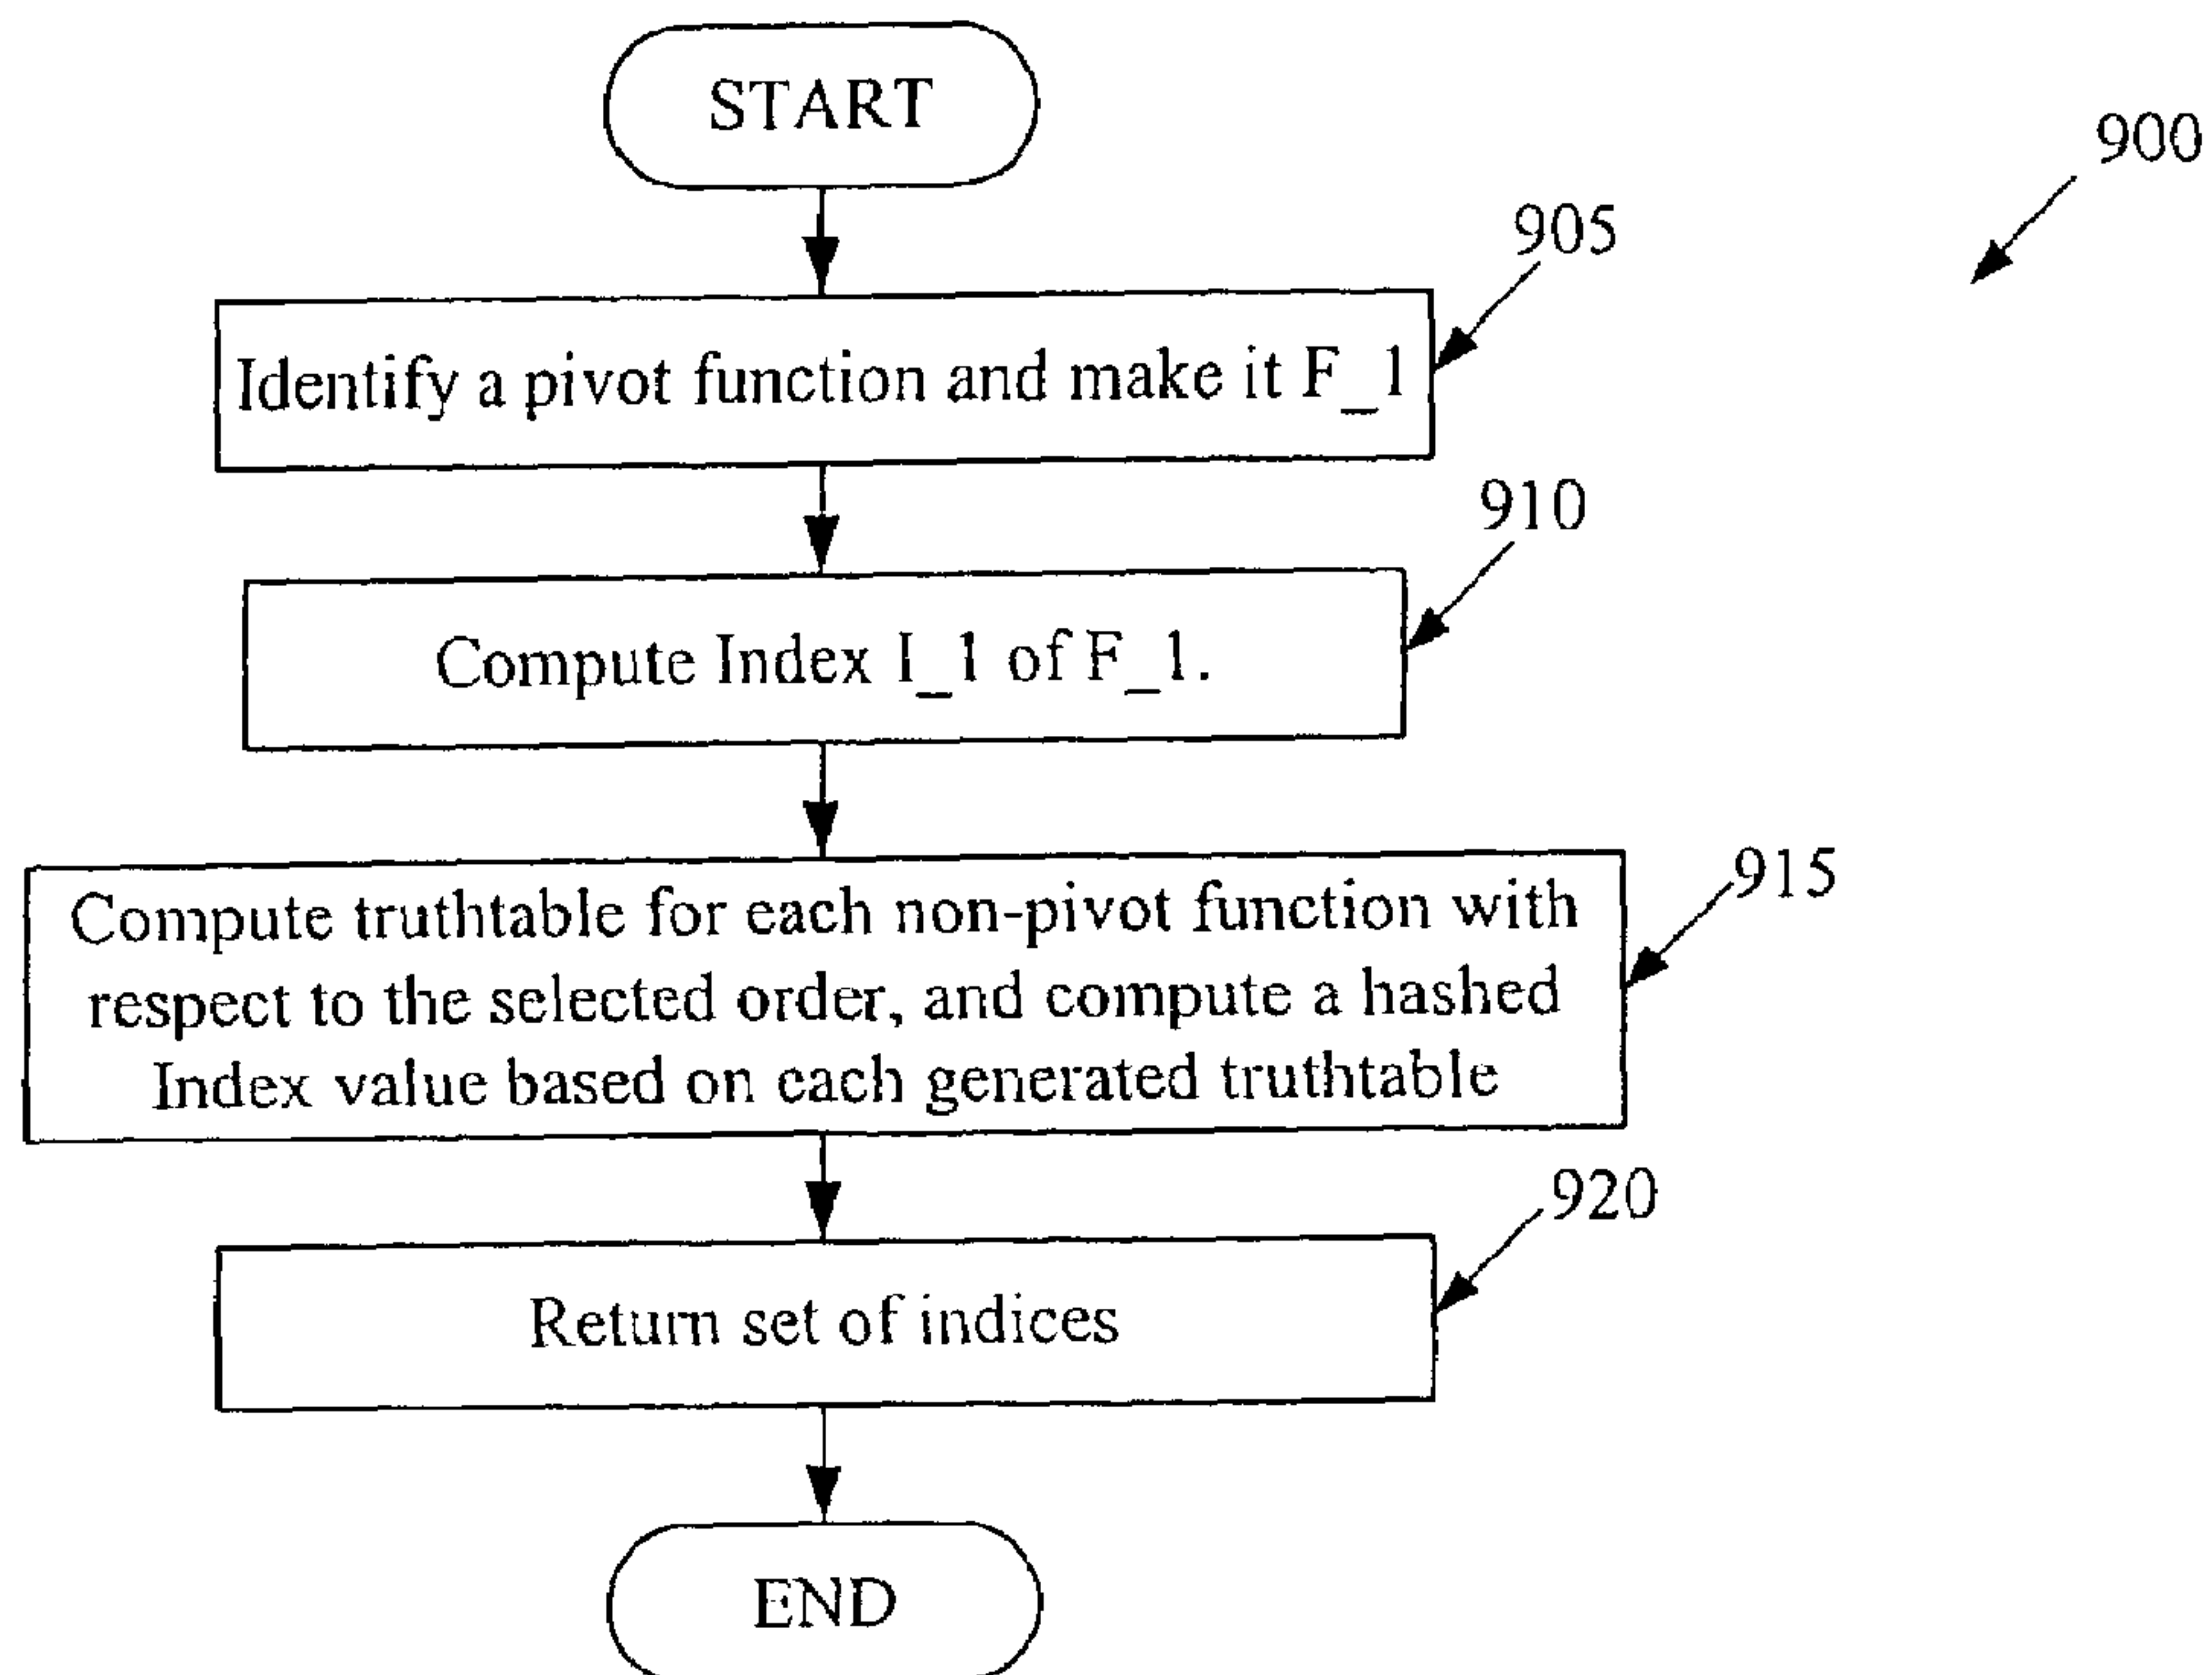 START
900
905
Identify a pivot function and make it F_1
910
Compute Index I_1 of F_1.
915
Compute truthtable for each non-pivot function with
respect to the selected order, and compute a hashed
Index value based on each generated truthtable
920
Return set of indices
END